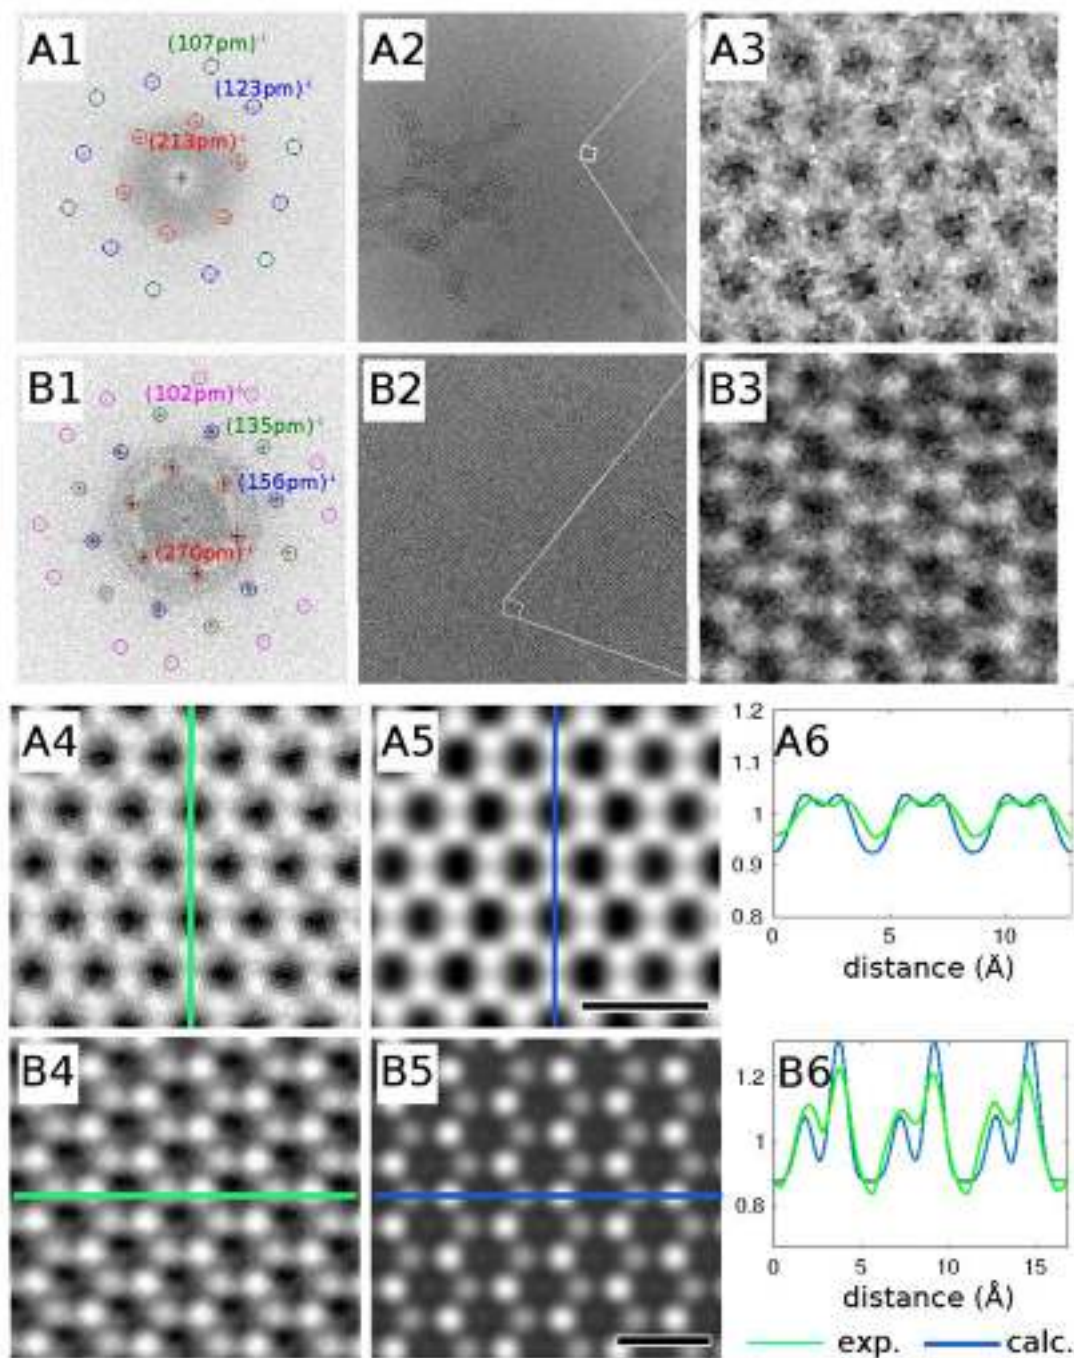 A1
(107pm)⁻¹
(123pm)⁻¹
(213pm)⁻¹
A2
A3
B1
(102pm)⁻¹
(135pm)⁻¹
(156pm)⁻¹
(270pm)⁻¹
B2
B3
A4
A5
A6
1.2
1.1
1
0.9
0.8
0 5 10
distance (Å)
B4
B5
B6
1.2
1
0.8
0 5 10 15
distance (Å)
exp. calc.